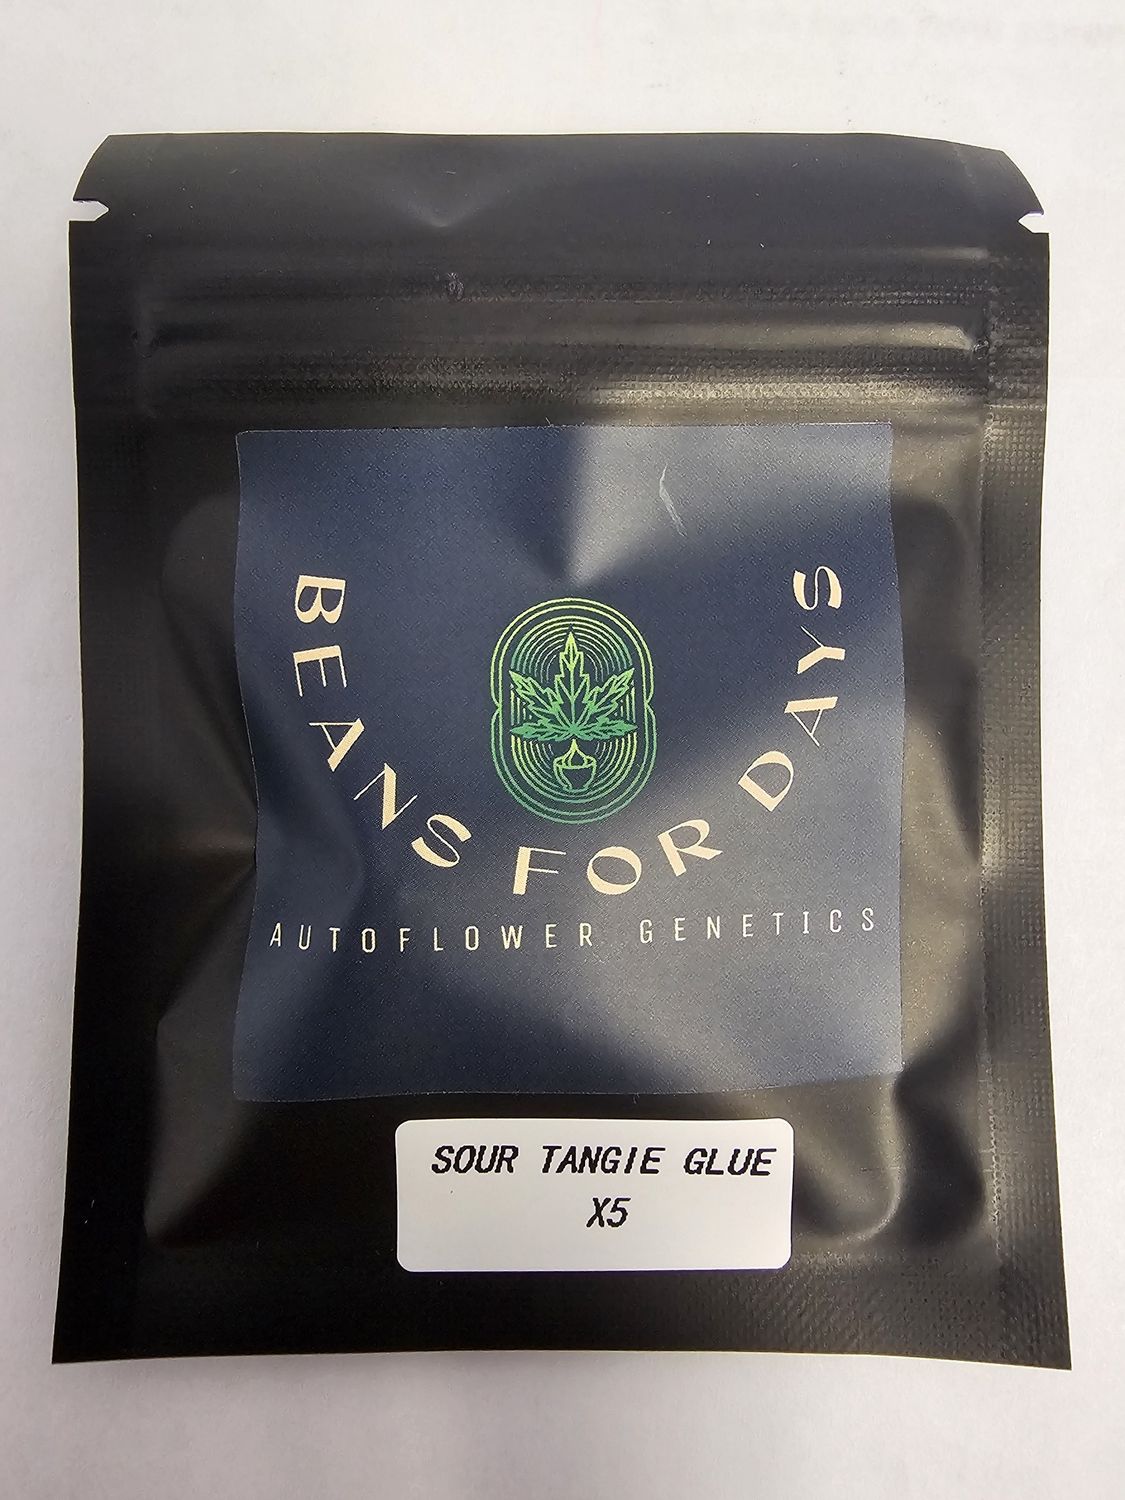 BEANS FOR DAYS
AUTOFLOWER GENETICS
SOUR TANGIE GLUE
X5